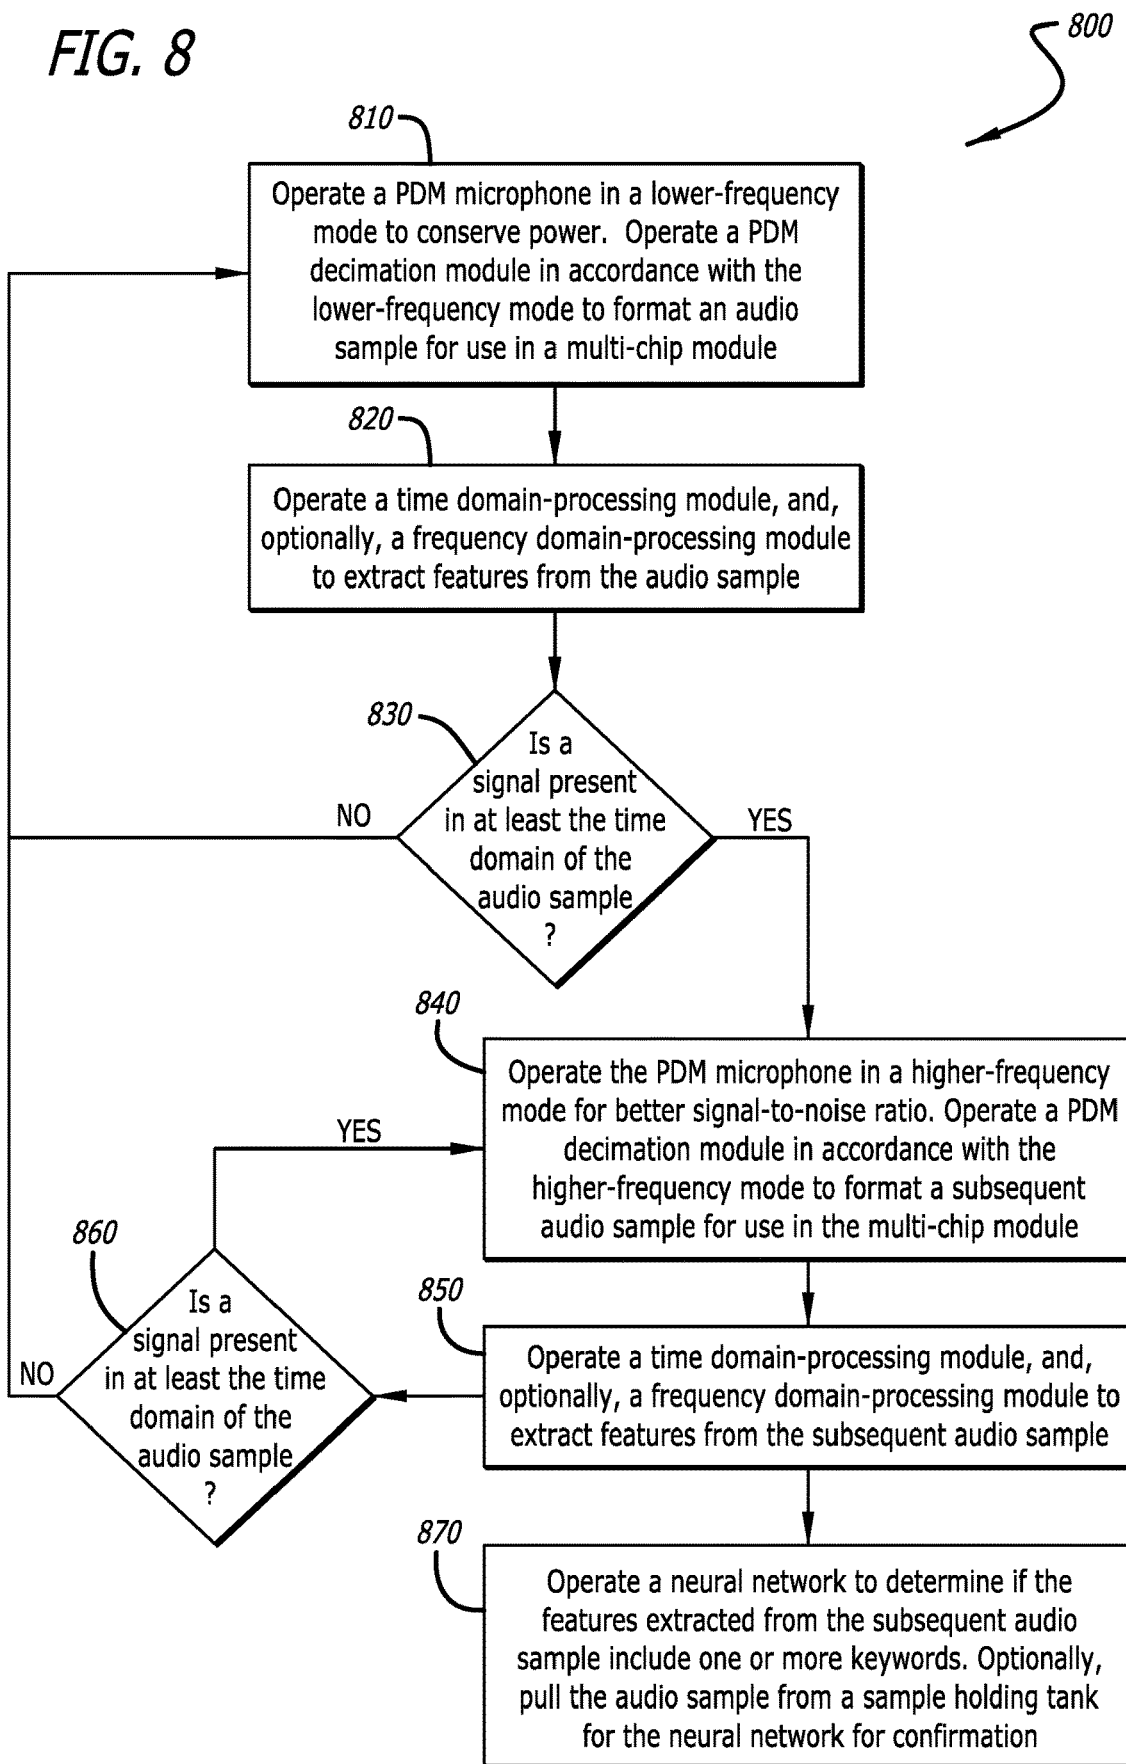 FIG. 8
800
810
Operate a PDM microphone in a lower-frequency
mode to conserve power. Operate a PDM
decimation module in accordance with the
lower-frequency mode to format an audio
sample for use in a multi-chip module
820
Operate a time domain-processing module, and,
optionally, a frequency domain-processing module
to extract features from the audio sample
830
Is a
signal present
in at least the time
domain of the
audio sample
?
NO
YES
840
Operate the PDM microphone in a higher-frequency
mode for better signal-to-noise ratio. Operate a PDM
decimation module in accordance with the
higher-frequency mode to format a subsequent
audio sample for use in the multi-chip module
YES
860
Is a
signal present
in at least the time
domain of the
audio sample
?
NO
850
Operate a time domain-processing module, and,
optionally, a frequency domain-processing module to
extract features from the subsequent audio sample
870
Operate a neural network to determine if the
features extracted from the subsequent audio
sample include one or more keywords. Optionally,
pull the audio sample from a sample holding tank
for the neural network for confirmation